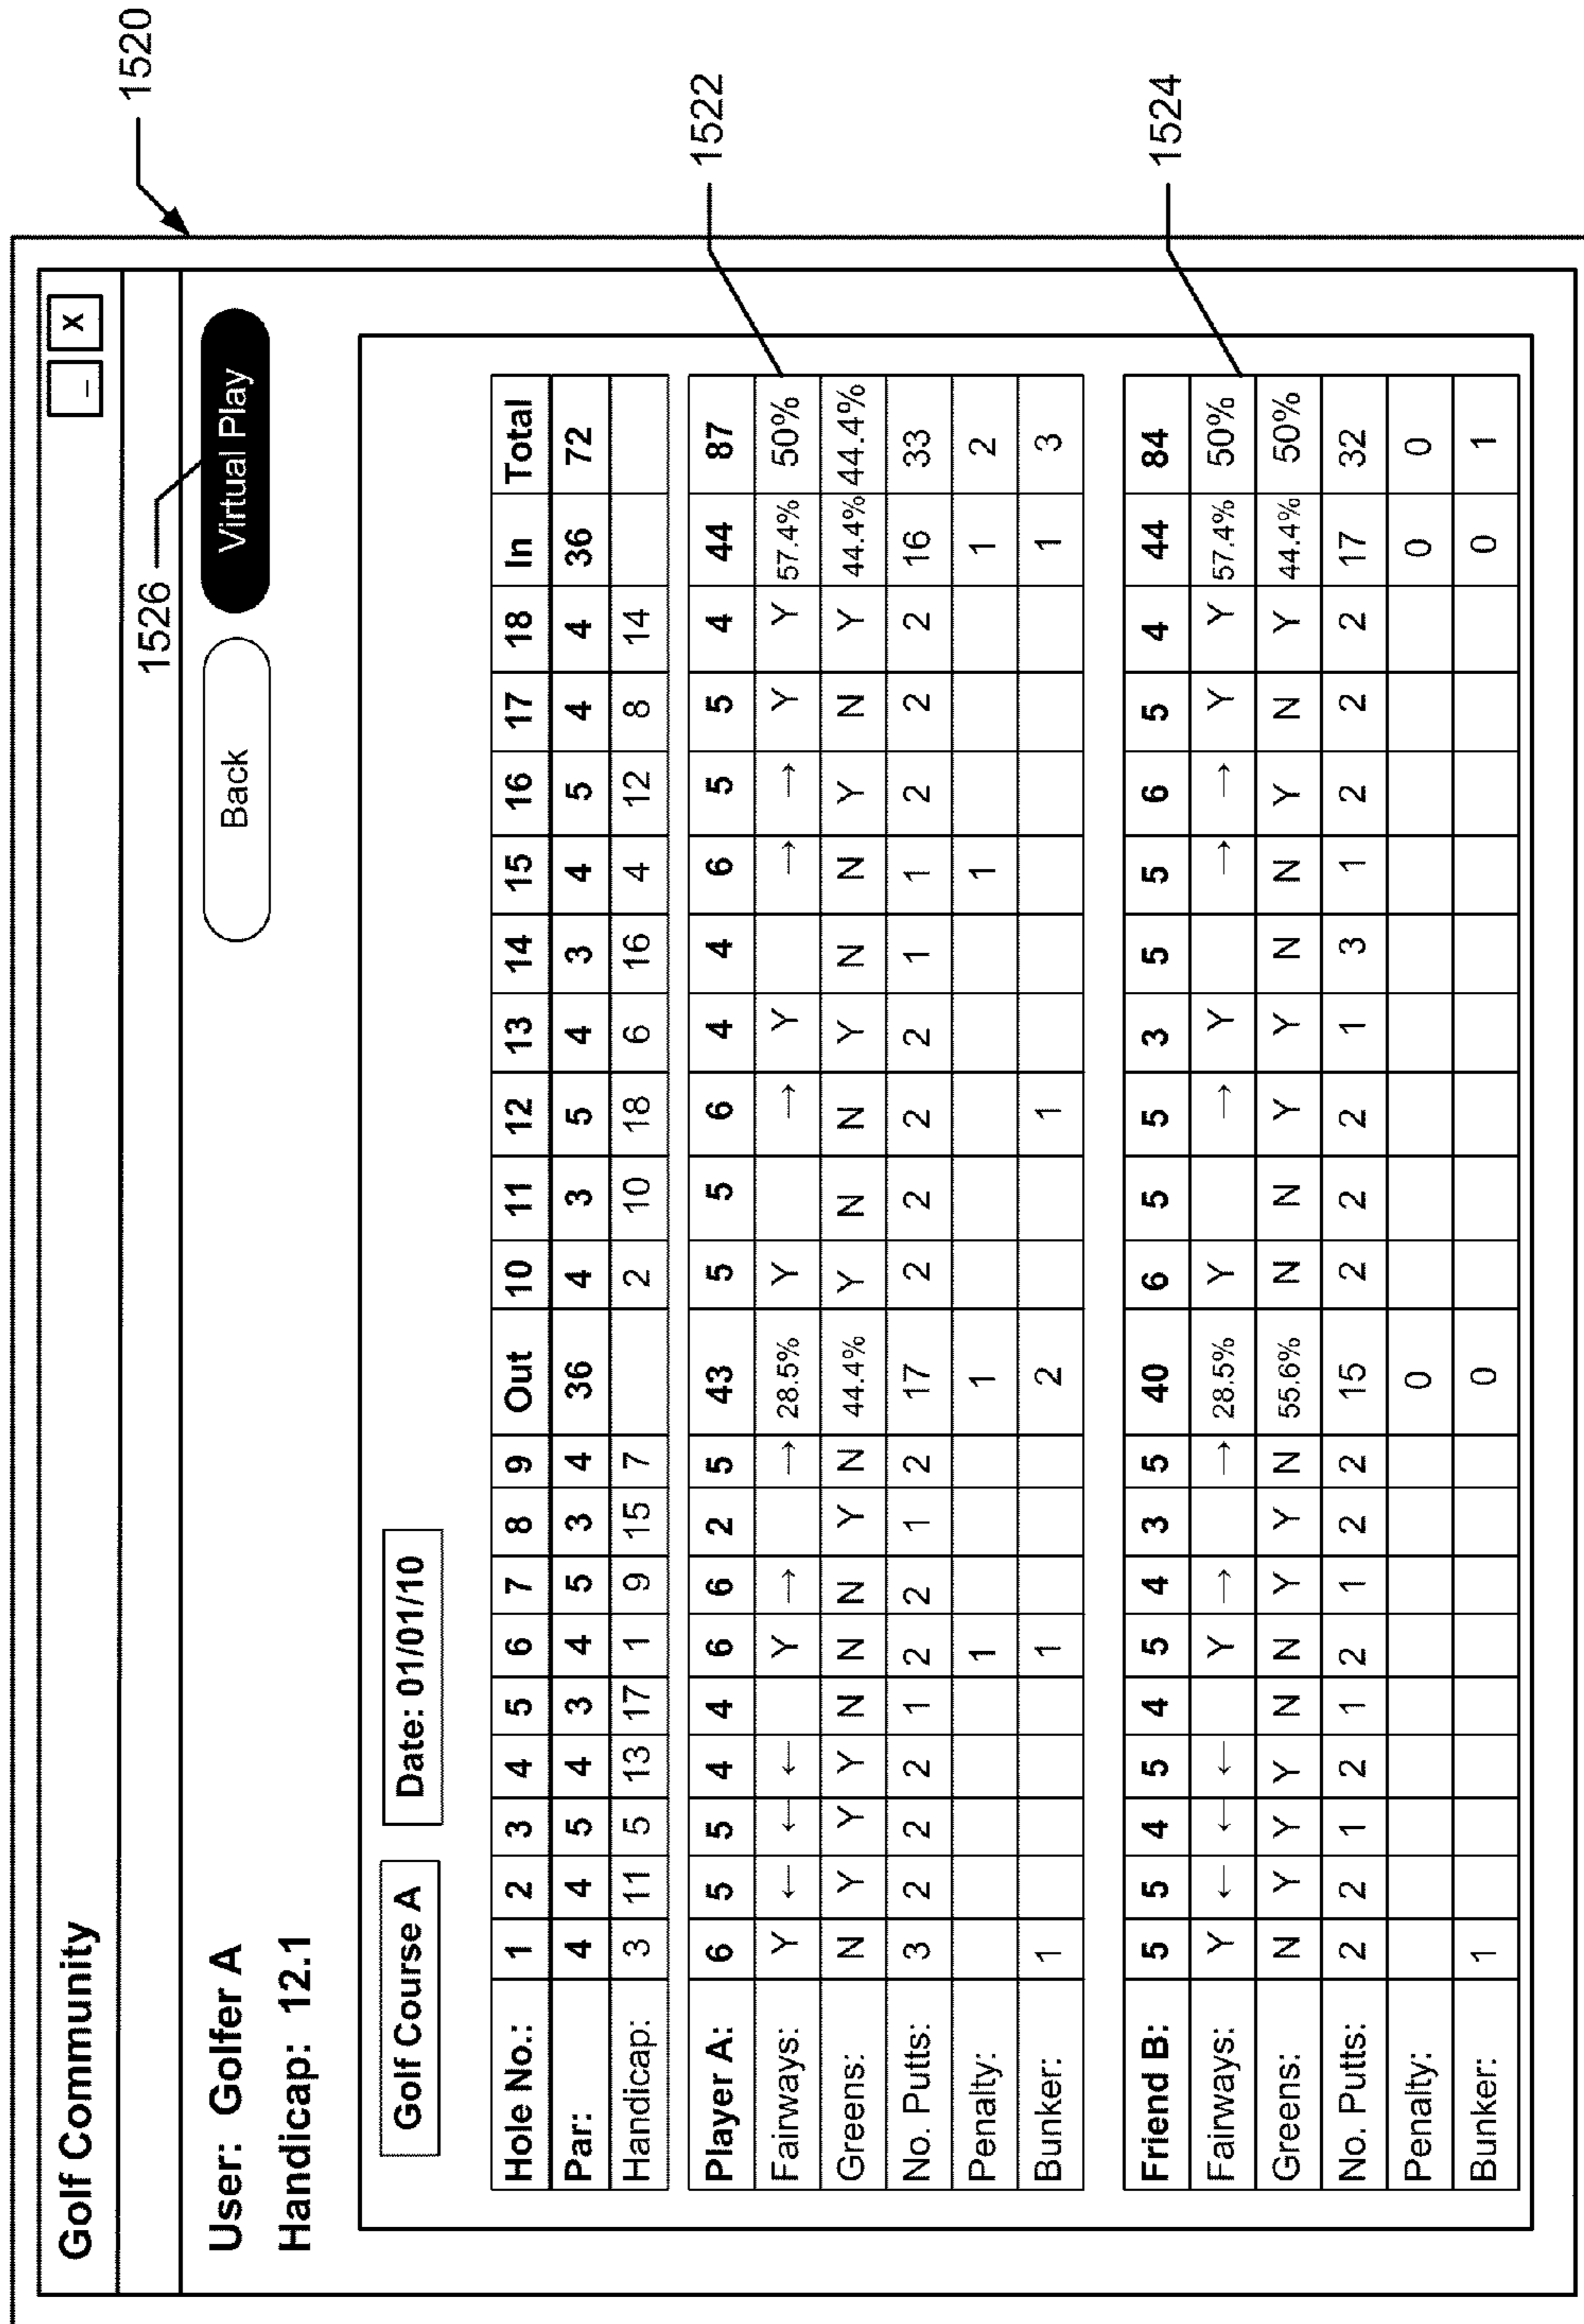 1520
Golf Community
_ X
1526
User: Golfer A
Back Virtual Play
Handicap: 12.1
Golf Course A Date: 01/01/10
Hole No.: 1 2 3 4 5 6 7 8 9 Out 10 11 12 13 14 15 16 17 18 In Total
Par: 4 4 5 4 3 4 5 3 4 36 4 3 5 4 3 4 5 4 4 36 72
Handicap: 3 11 5 13 17 1 9 15 7 2 10 18 6 16 4 12 8 14
1522
Player A: 6 5 5 4 4 6 6 2 5 43 5 5 6 4 4 6 5 5 4 44 87
Fairways: Y ← ← ← Y → → 28.5% Y → Y → → Y Y 57.4% 50%
Greens: N Y Y Y N N N Y N 44.4% Y N N Y N N Y N Y 44.4% 44.4%
No. Putts: 3 2 2 2 1 2 2 1 2 17 2 2 2 2 1 1 2 2 2 16 33
Penalty: 1 1 1 1 2
Bunker: 1 1 2 1 1 3
1524
Friend B: 5 5 4 5 4 5 4 3 5 40 6 5 5 3 5 5 6 5 4 44 84
Fairways: Y ← ← ← Y → → 28.5% Y → Y → → Y Y 57.4% 50%
Greens: N Y Y Y N N Y Y N 55.6% N N Y Y N N Y N Y 44.4% 50%
No. Putts: 2 2 1 2 1 2 1 2 2 15 2 2 2 1 3 1 2 2 2 17 32
Penalty: 0 0 0
Bunker: 1 0 0 1